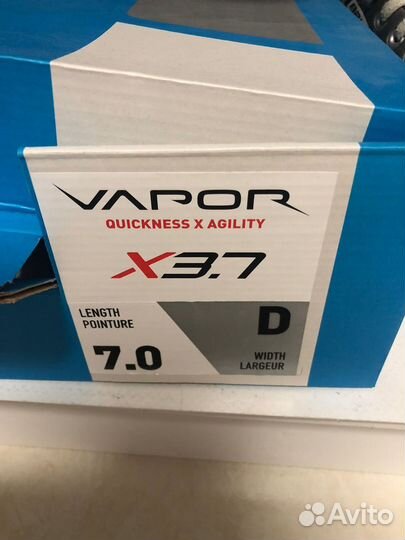 VAPOR
QUICKNESS X AGILITY
X3.7
LENGTH
POINTURE
7.0
D
WIDTH
LARGEUR
Avito